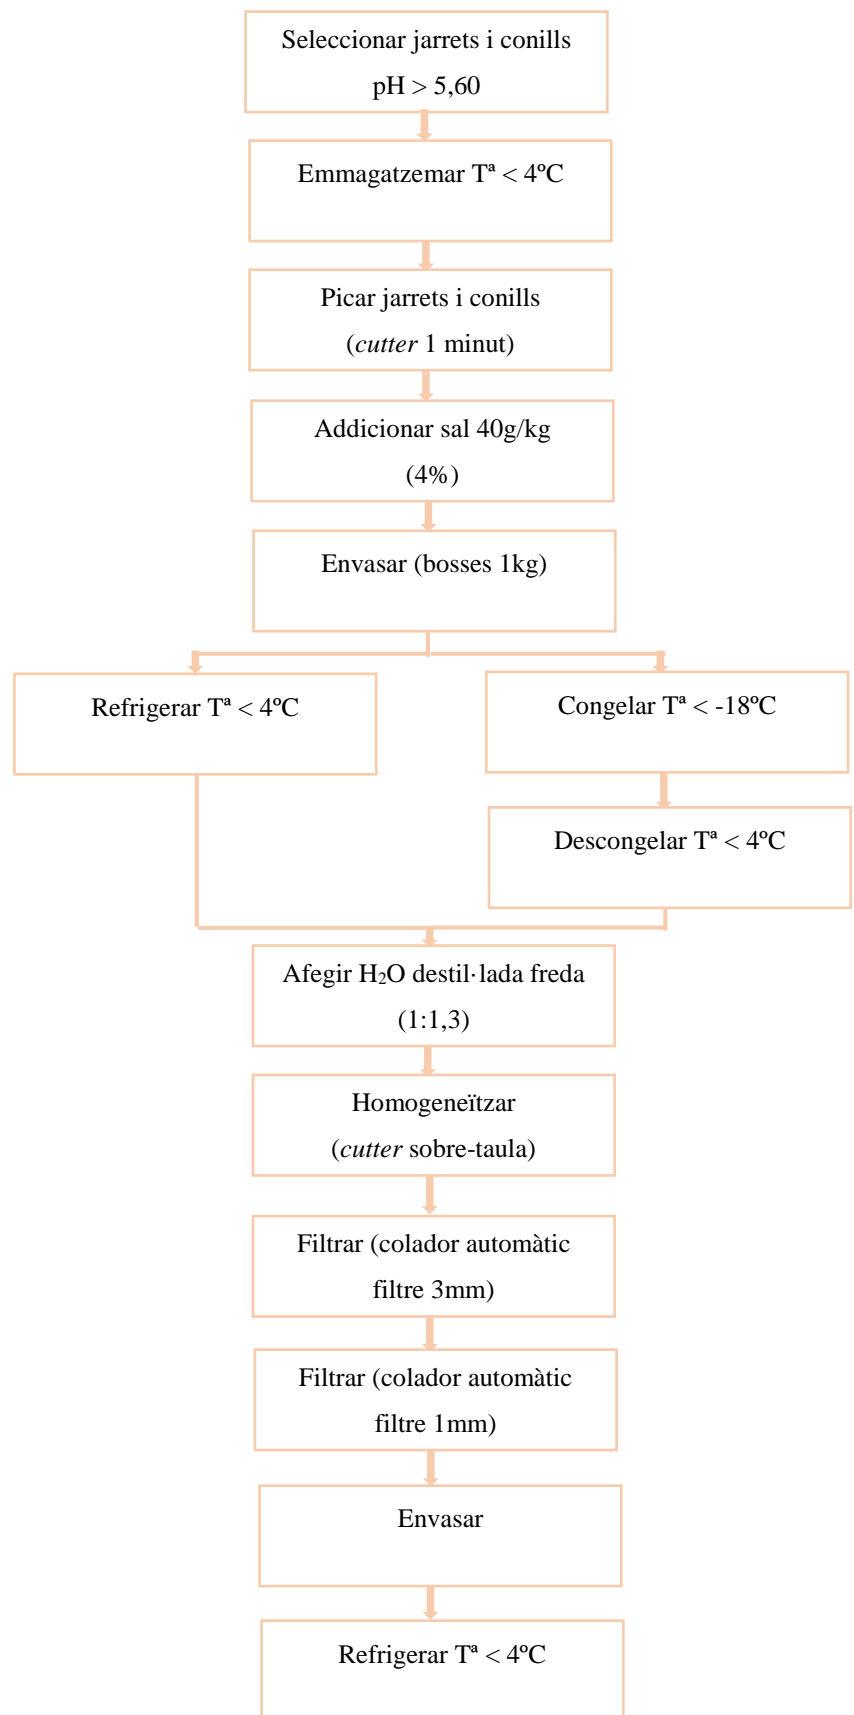 Seleccionar jarrets i conills
pH > 5,60
Emmagatzemar Tª < 4ºC
Picar jarrets i conills
(cutter 1 minut)
Addicionar sal 40g/kg
(4%)
Envasar (bosses 1kg)
Refrigerar Tª < 4ºC
Congelar Tª < -18ºC
Descongelar Tª < 4ºC
Afegir H₂O destil·lada freda
(1:1,3)
Homogeneïtzar
(cutter sobre-taula)
Filtrar (colador automàtic
filtre 3mm)
Filtrar (colador automàtic
filtre 1mm)
Envasar
Refrigerar Tª < 4ºC